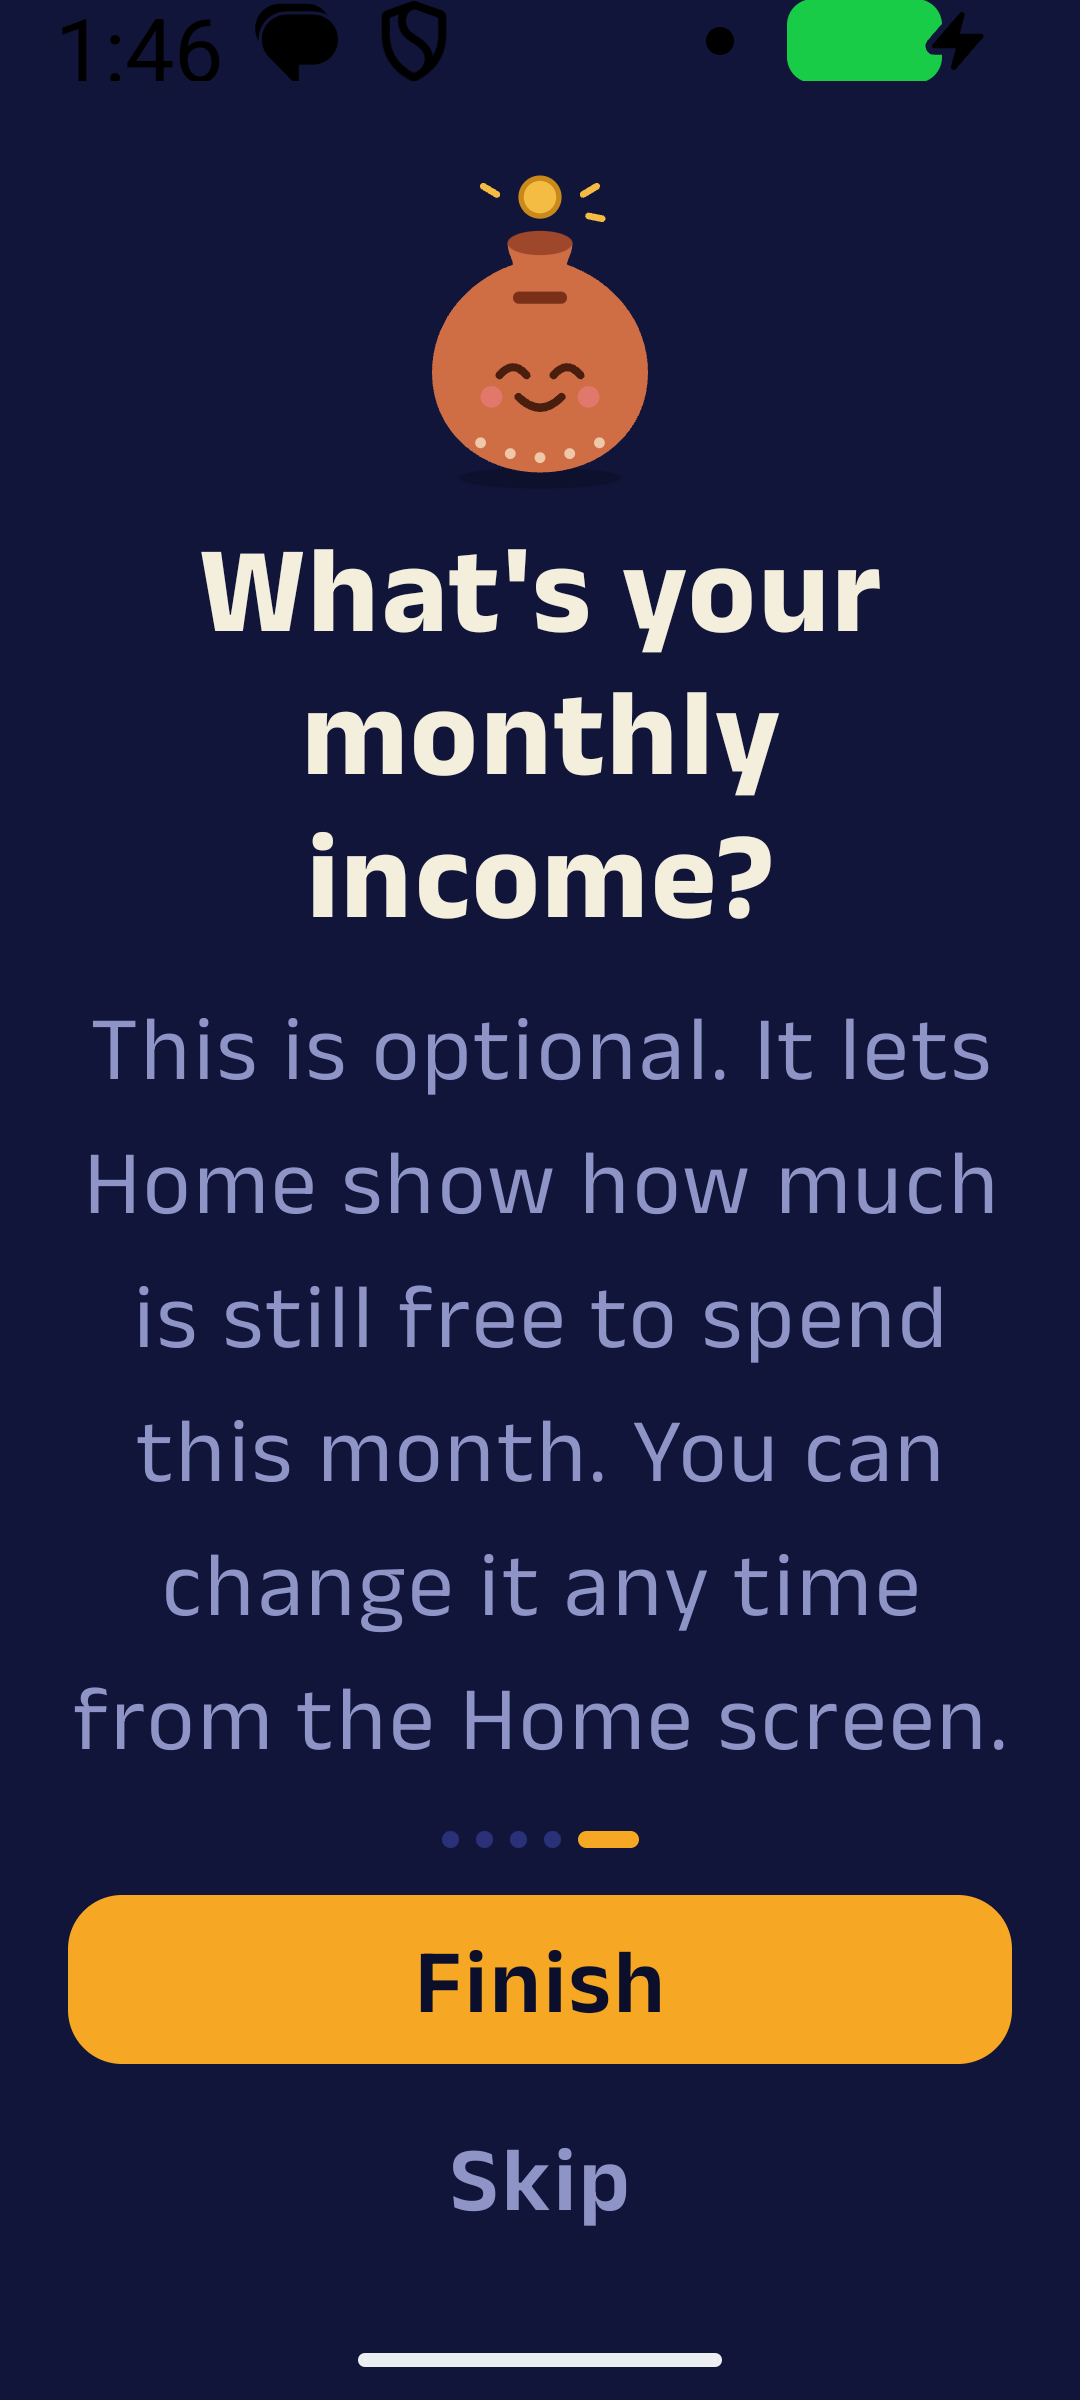 1:46
What's your
monthly
income?
This is optional. It lets
Home show how much
is still free to spend
this month. You can
change it any time
from the Home screen.
Finish
Skip